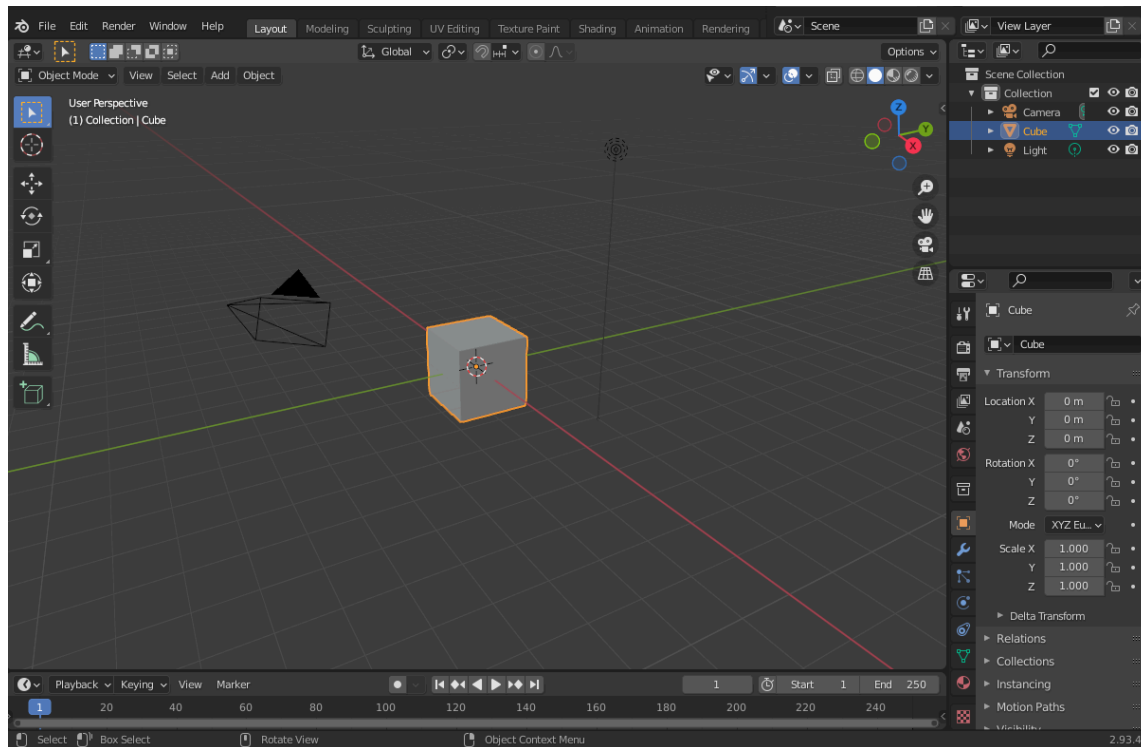 File Edit Render Window Help Layout Modeling Sculpting UV Editing Texture Paint Shading Animation Rendering Scene View Layer
Global Options
Object Mode View Select Add Object
Scene Collection
Collection
Camera
Cube
Light
User Perspective
(1) Collection | Cube
Z
Y
X
Cube
Cube
Transform
Location X 0 m
Y 0 m
Z 0 m
Rotation X 0°
Y 0°
Z 0°
Mode XYZ Eu...
Scale X 1.000
Y 1.000
Z 1.000
Delta Transform
Relations
Collections
Instancing
Motion Paths
Visibility
Playback Keying View Marker 1 Start 1 End 250
1 20 40 60 80 100 120 140 160 180 200 220 240
Select Box Select Rotate View Object Context Menu 2.93.4